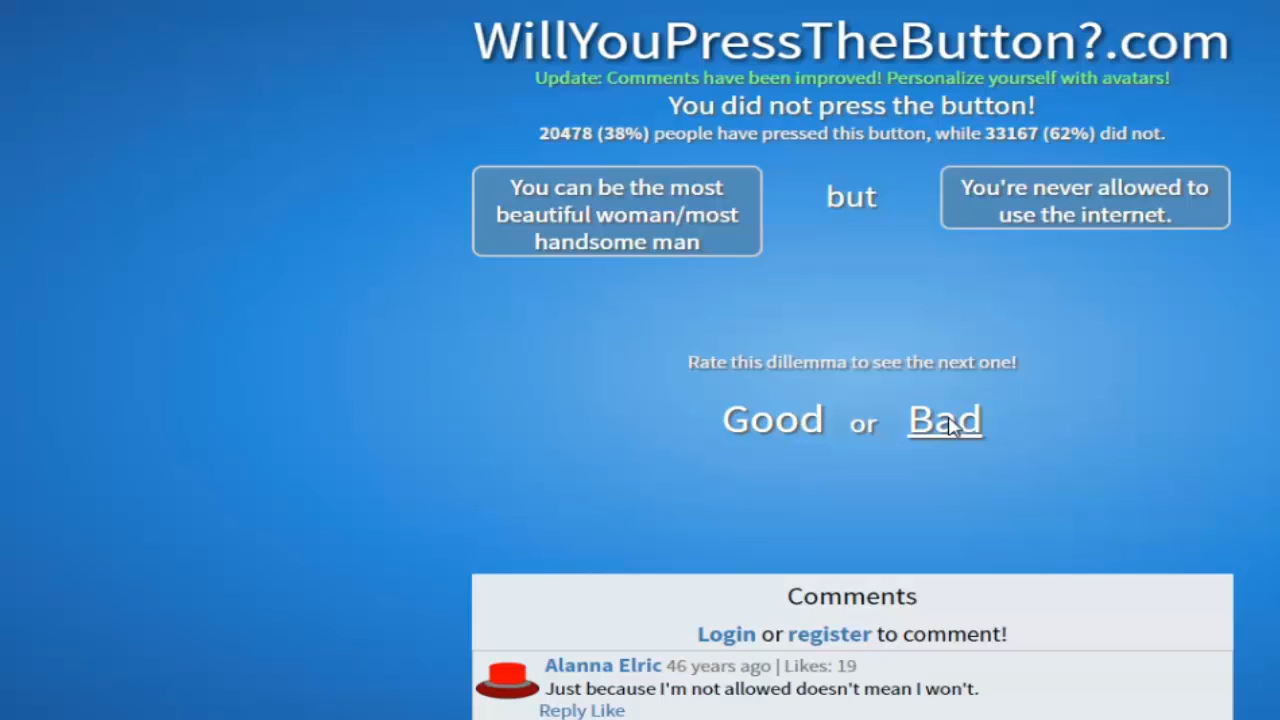 WillYouPressTheButton?.com
Update: Comments have been improved! Personalize yourself with avatars!
You did not press the button!
20478 (38%) people have pressed this button, while 33167 (62%) did not.
You can be the most
beautiful woman/most
handsome man
but
You're never allowed to
use the internet.
Rate this dillemma to see the next one!
Good or Bad
Comments
Login or register to comment!
Alanna Elric 46 years ago | Likes: 19
Just because I'm not allowed doesn't mean I won't.
Reply Like